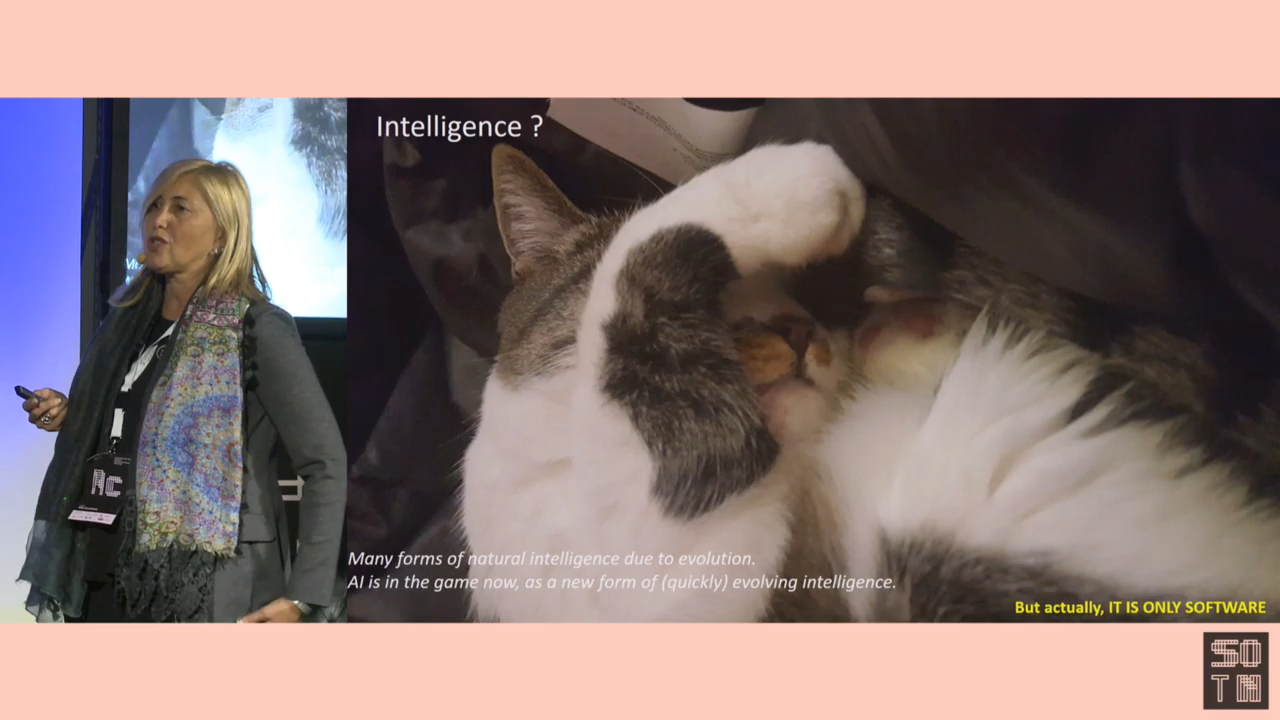 Intelligence ?
Many forms of natural intelligence due to evolution.
AI is in the game now, as a new form of (quickly) evolving intelligence.
But actually, IT IS ONLY SOFTWARE
Ac
SO
TM